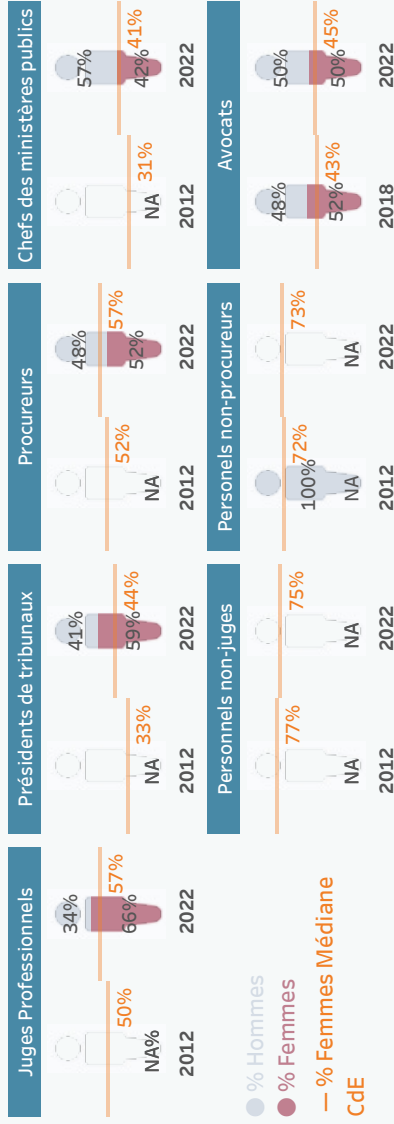 Juges Professionnels
50%
57%
34%
66%
NA%
2012
2022
Présidents de tribunaux
33%
44%
41%
59%
NA
2012
2022
Procureurs
52%
57%
48%
52%
NA
2012
2022
Chefs des ministères publics
31%
41%
57%
42%
NA
2012
2022
% Hommes
% Femmes
% Femmes Médiane
CdE
Personnels non-juges
77%
75%
NA
NA
2012
2022
Personels non-procureurs
72%
73%
100%
NA
NA
2012
2022
Avocats
43%
45%
48%
52%
50%
50%
2018
2022